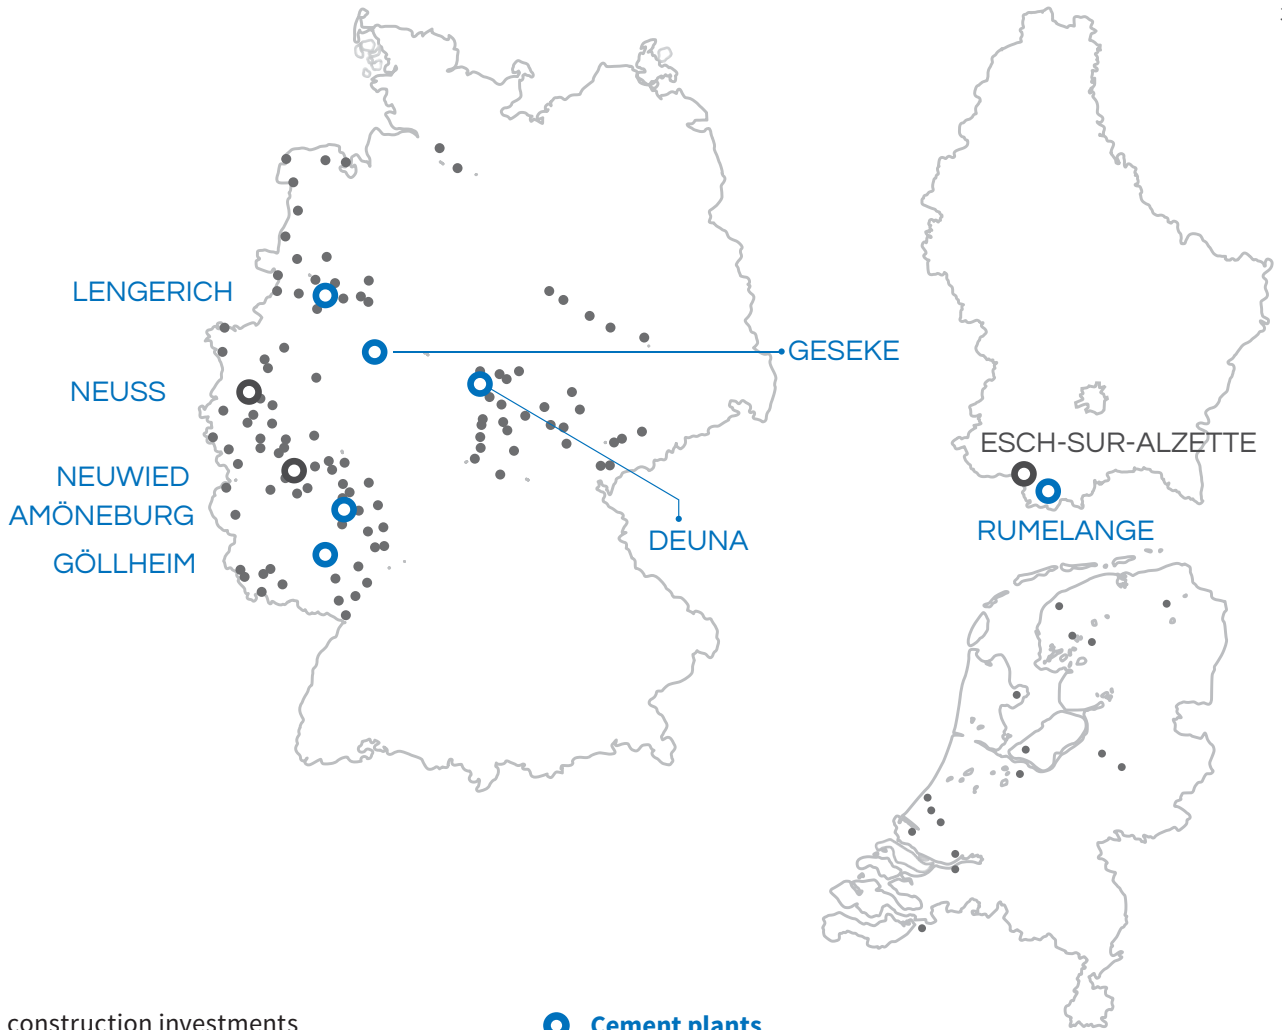 LENGERICH
GESEKE
NEUSS
ESCH-SUR-ALZETTE
NEUWIED
AMÖNEBURG
RUMELANGE
DEUNA
GÖLLHEIM
construction investments
Cement plants